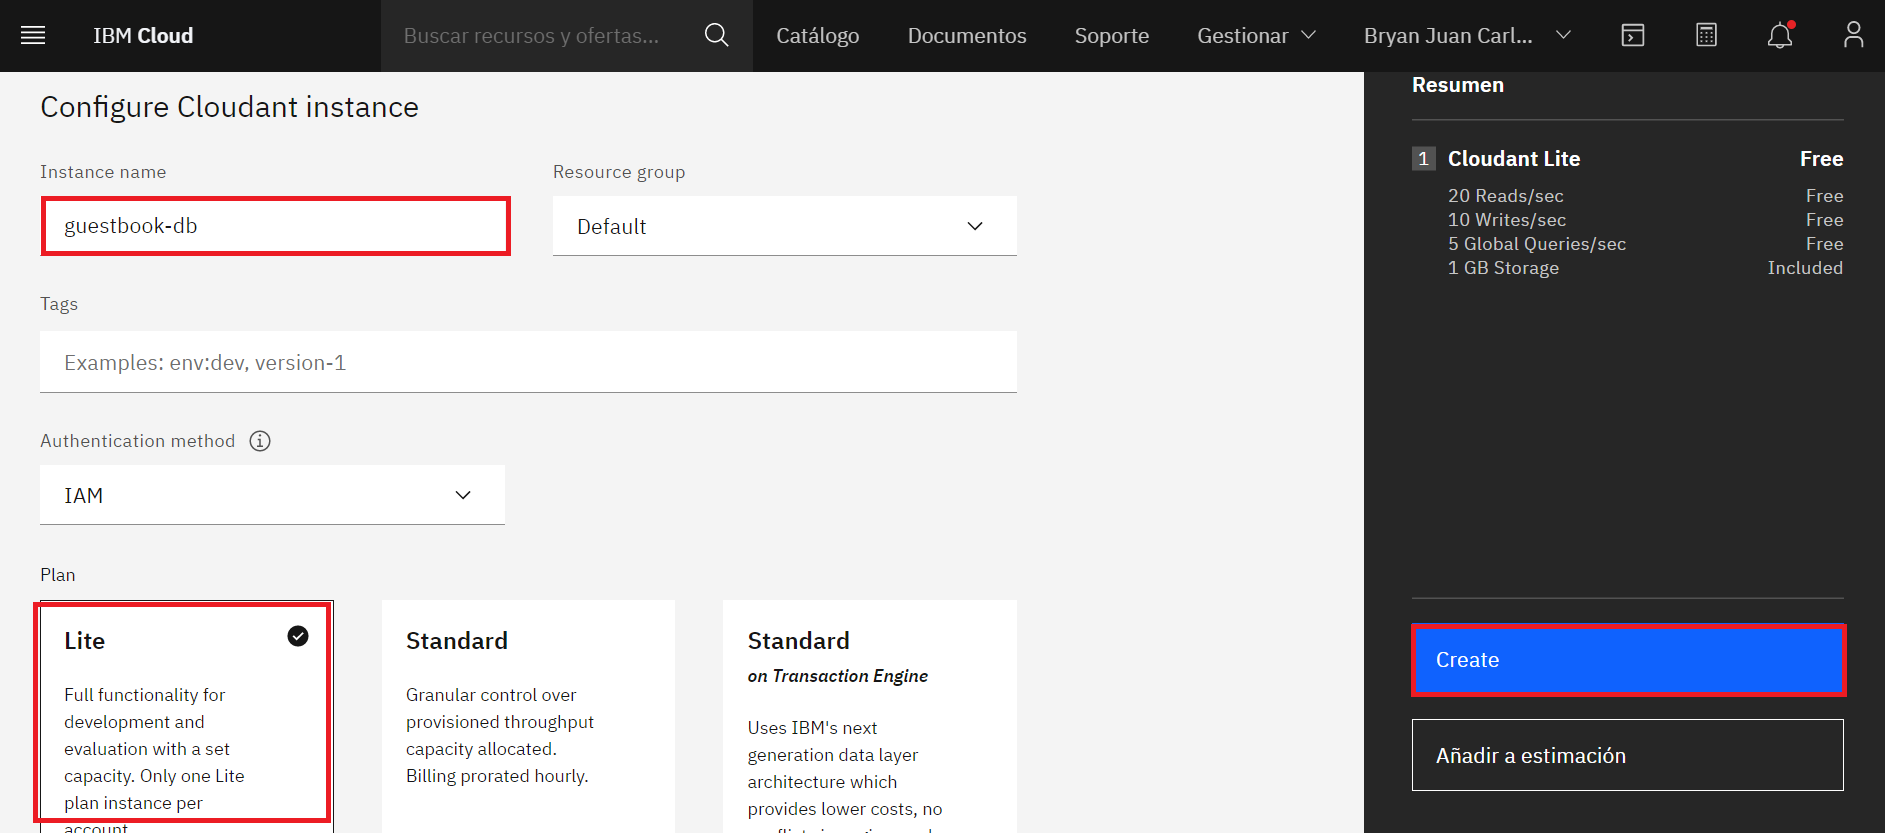 IBM Cloud
Buscar recursos y ofertas...
Catálogo
Documentos
Soporte
Gestionar
Bryan Juan Carl...
Configure Cloudant instance
Instance name
Resource group
guestbook-db
Default
Tags
Examples: env:dev, version-1
Authentication method
IAM
Plan
Lite
Full functionality for
development and
evaluation with a set
capacity. Only one Lite
plan instance per
account.
Standard
Granular control over
provisioned throughput
capacity allocated.
Billing prorated hourly.
Standard
on Transaction Engine
Uses IBM's next
generation data layer
architecture which
provides lower costs, no
Resumen
1 Cloudant Lite Free
20 Reads/sec Free
10 Writes/sec Free
5 Global Queries/sec Free
1 GB Storage Included
Create
Añadir a estimación